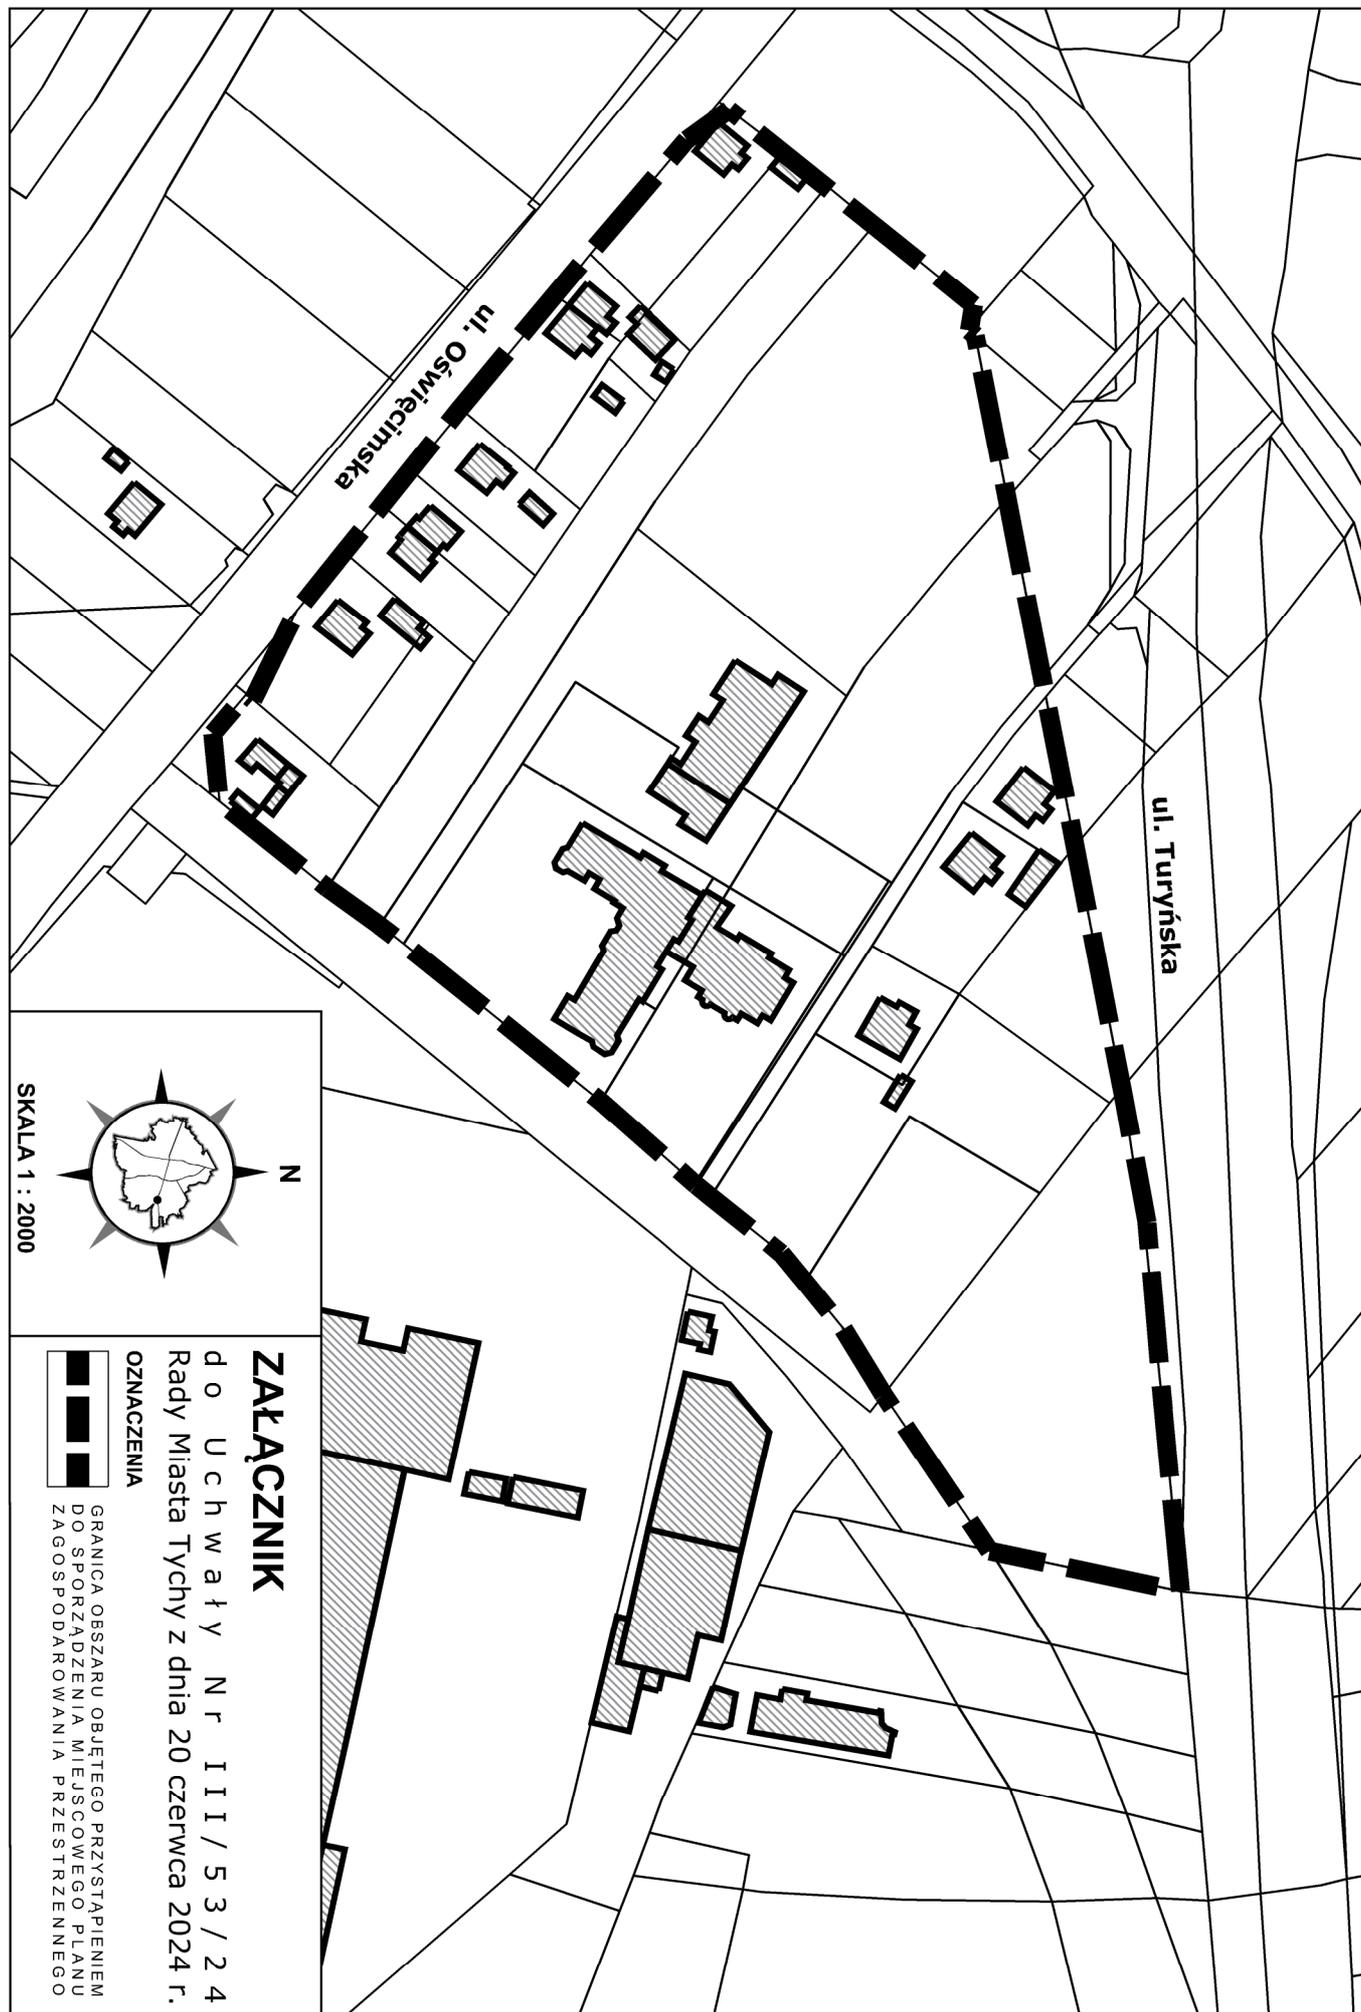 ul. Oświęcimska
ul. Turyńska
N
SKALA 1 : 2000
ZAŁĄCZNIK
do Uchwały Nr III/53/24
Rady Miasta Tychy z dnia 20 czerwca 2024 r.
OZNACZENIA
GRANICA OBSZARU OBJĘTEGO PRZYSTĄPIENIEM
DO SPORZĄDZENIA MIEJSCOWEGO PLANU
ZAGOSPODAROWANIA PRZESTRZENNEGO